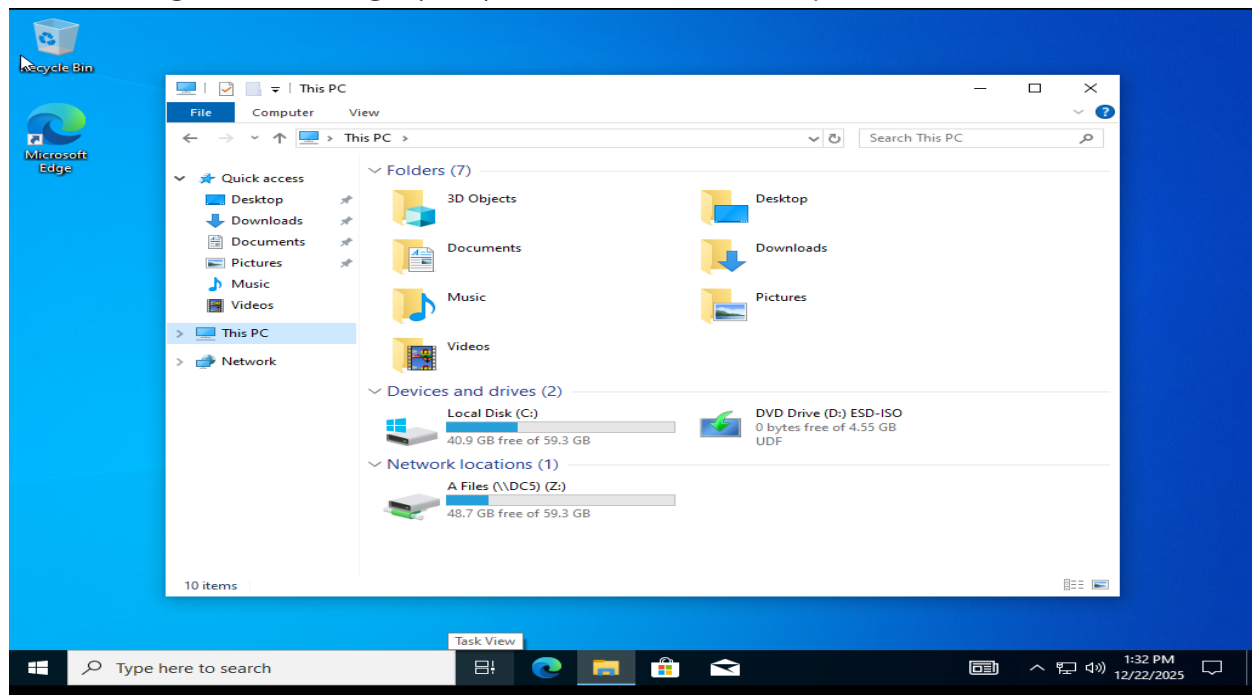 Recycle Bin
Microsoft
Edge
This PC
File Computer View
This PC
Search This PC
Quick access
Desktop
Downloads
Documents
Pictures
Music
Videos
This PC
Network
Folders (7)
3D Objects
Desktop
Documents
Downloads
Music
Pictures
Videos
Devices and drives (2)
Local Disk (C:)
40.9 GB free of 59.3 GB
DVD Drive (D:) ESD-ISO
0 bytes free of 4.55 GB
UDF
Network locations (1)
A Files (\\DC5) (Z:)
48.7 GB free of 59.3 GB
10 items
Task View
Type here to search
1:32 PM
12/22/2025